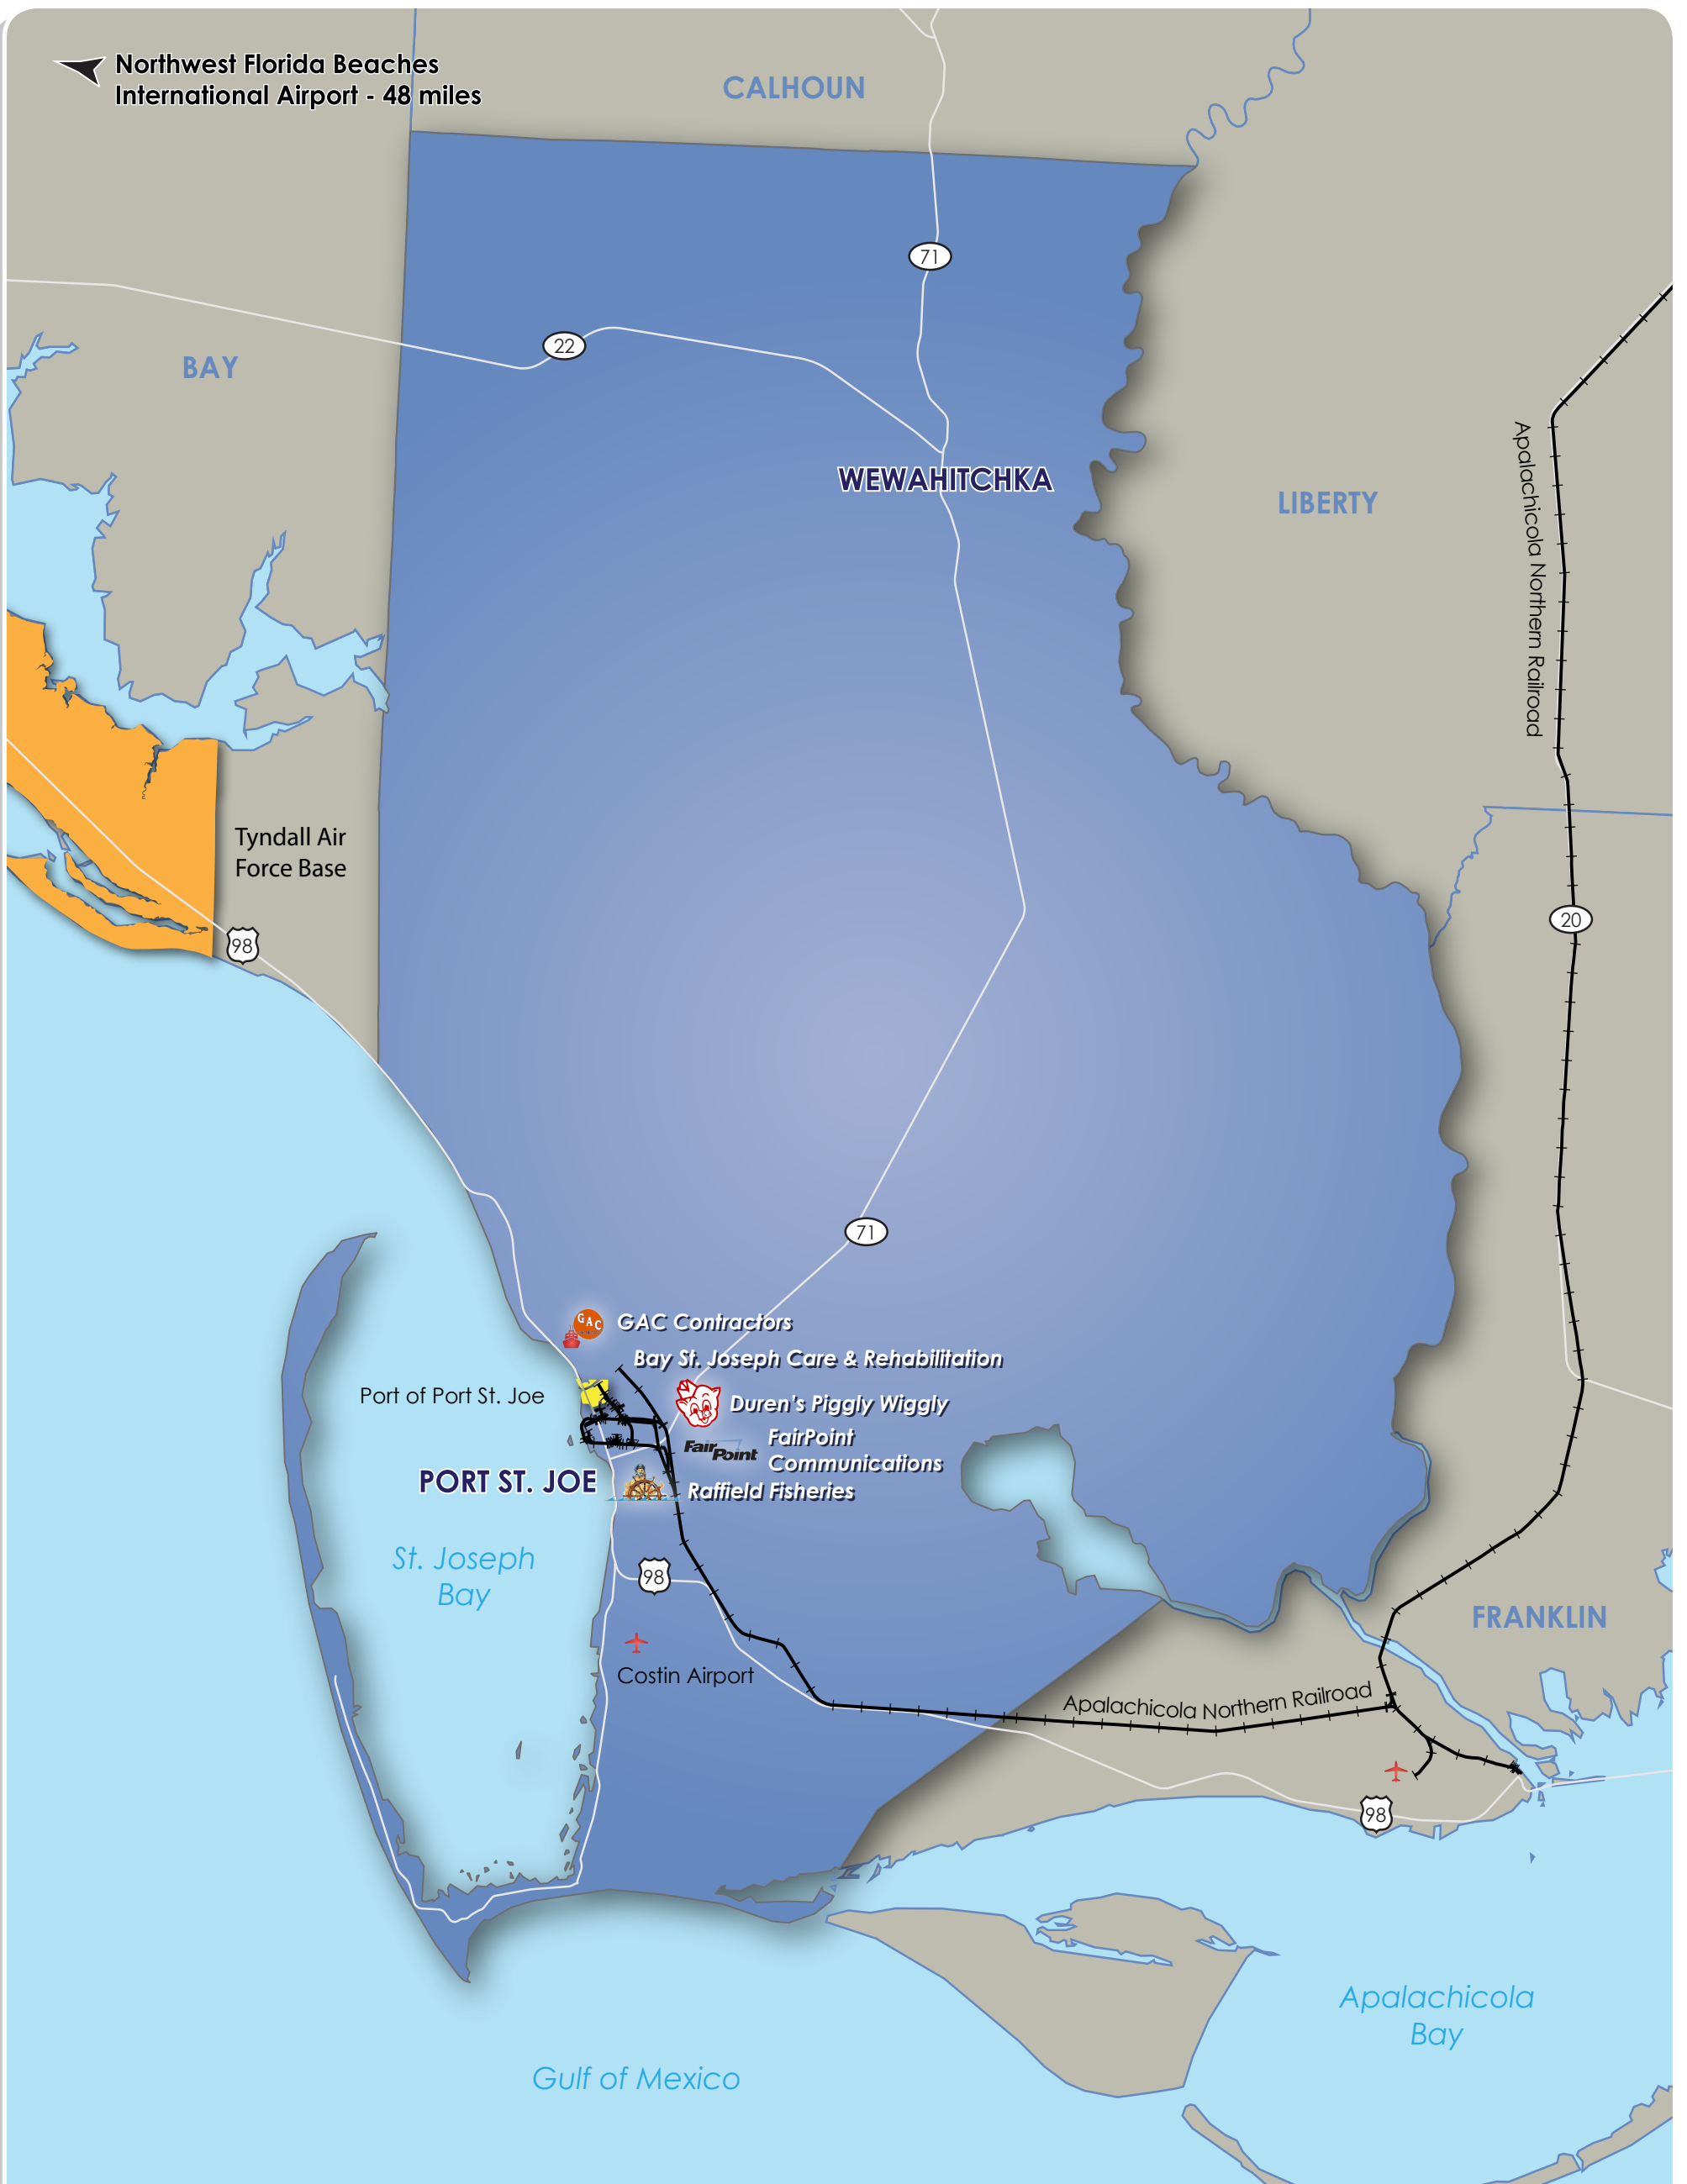 Northwest Florida Beaches
International Airport - 48 miles
CALHOUN
71
22
BAY
WEWAHITCHKA
LIBERTY
Apalachicola Northern Railroad
Tyndall Air
Force Base
98
20
71
GAC
GAC Contractors
Bay St. Joseph Care & Rehabilitation
Port of Port St. Joe
Duren's Piggly Wiggly
FairPoint
FairPoint
Communications
PORT ST. JOE
Raffield Fisheries
St. Joseph
Bay
98
FRANKLIN
Costin Airport
Apalachicola Northern Railroad
98
Apalachicola
Bay
Gulf of Mexico